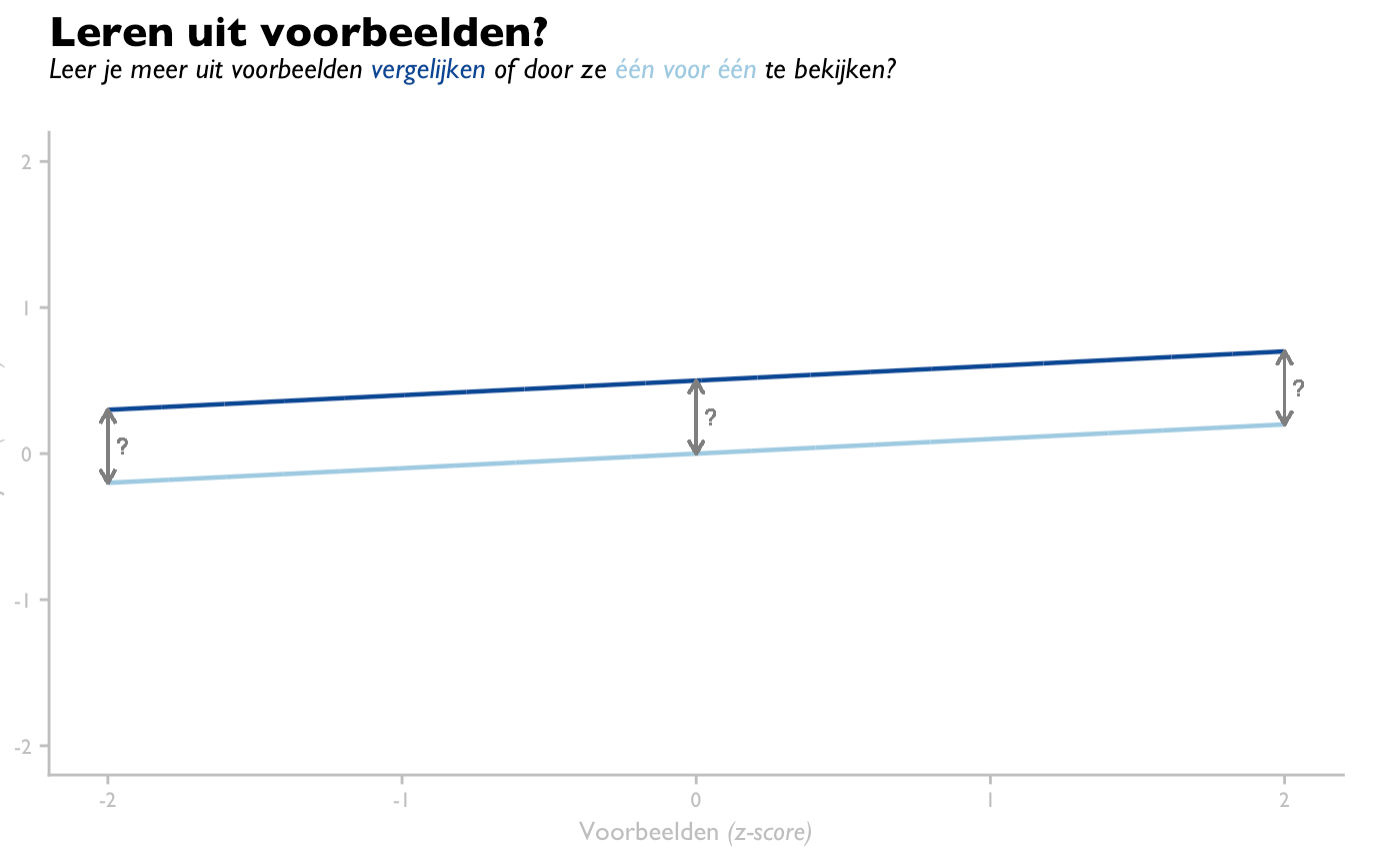 Leren uit voorbeelden?
Leer je meer uit voorbeelden vergelijken of door ze één voor één te bekijken?
2
1
?
?
?
0
-1
-2
-2 -1 0 1 2
Voorbeelden (z-score)